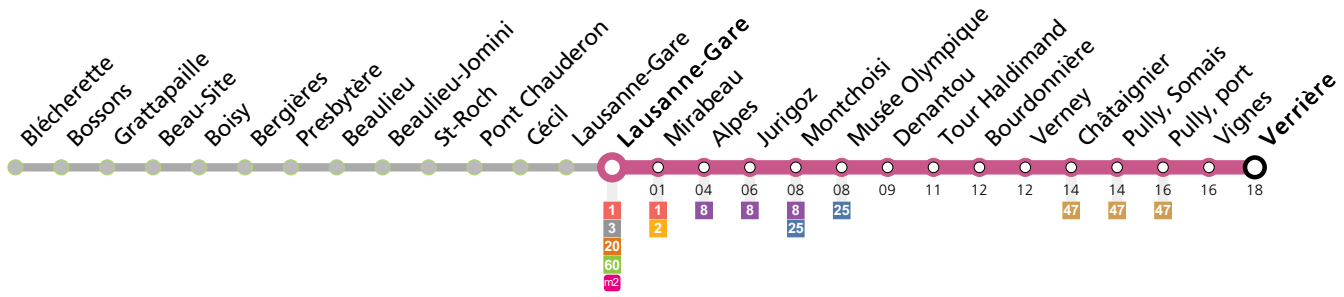 Blécherette
Bossons
Grattapaille
Beau-Site
Boisy
Bergières
Presbytère
Beaulieu
Beaulieu-Jomini
St-Roch
Pont Chauderon
Cécil
Lausanne-Gare
Lausanne-Gare
Mirabeau
Alpes
Jurigoz
Montchoisi
Musée Olympique
Denantou
Tour Haldimand
Bourdonnière
Verney
Châtaignier
Pully, Somais
Pully, port
Vignes
Verrière
01 04 06 08 08 09 11 12 12 14 14 16 16 18
1 1 8 8 8 25 47 47 47
3 2 25
20
60
m2